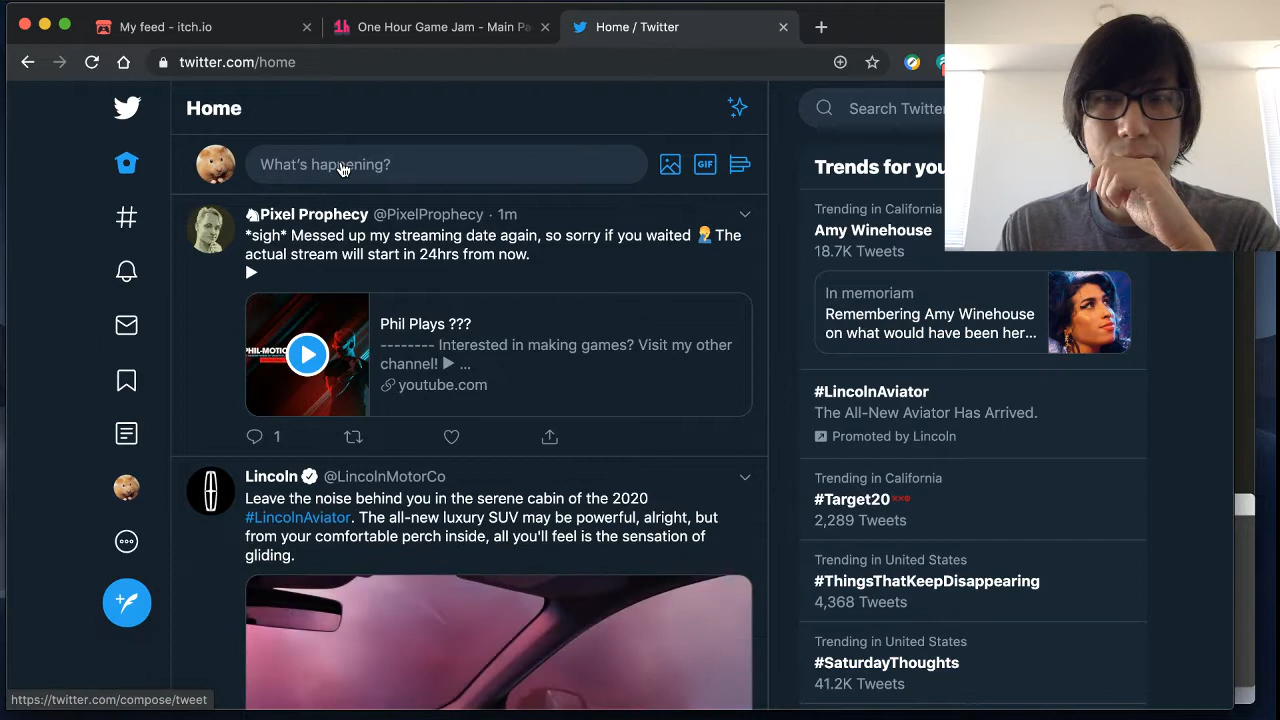 My feed - itch.io
One Hour Game Jam - Main Pa
Home / Twitter
twitter.com/home
Home
Search Twitter
What's happening?
GIF
Pixel Prophecy @PixelProphecy · 1m
*sigh* Messed up my streaming date again, so sorry if you waited 🤦‍♂️The
actual stream will start in 24hrs from now.
Phil Plays ???
-------- Interested in making games? Visit my other
channel! ▶ ...
youtube.com
1
Lincoln @LincolnMotorCo
Leave the noise behind you in the serene cabin of the 2020
#LincolnAviator. The all-new luxury SUV may be powerful, alright, but
from your comfortable perch inside, all you'll feel is the sensation of
gliding.
Trends for you
Trending in California
Amy Winehouse
18.7K Tweets
In memoriam
Remembering Amy Winehouse
on what would have been her...
#LincolnAviator
The All-New Aviator Has Arrived.
Promoted by Lincoln
Trending in California
#Target20
2,289 Tweets
Trending in United States
#ThingsThatKeepDisappearing
4,368 Tweets
Trending in United States
#SaturdayThoughts
41.2K Tweets
https://twitter.com/compose/tweet